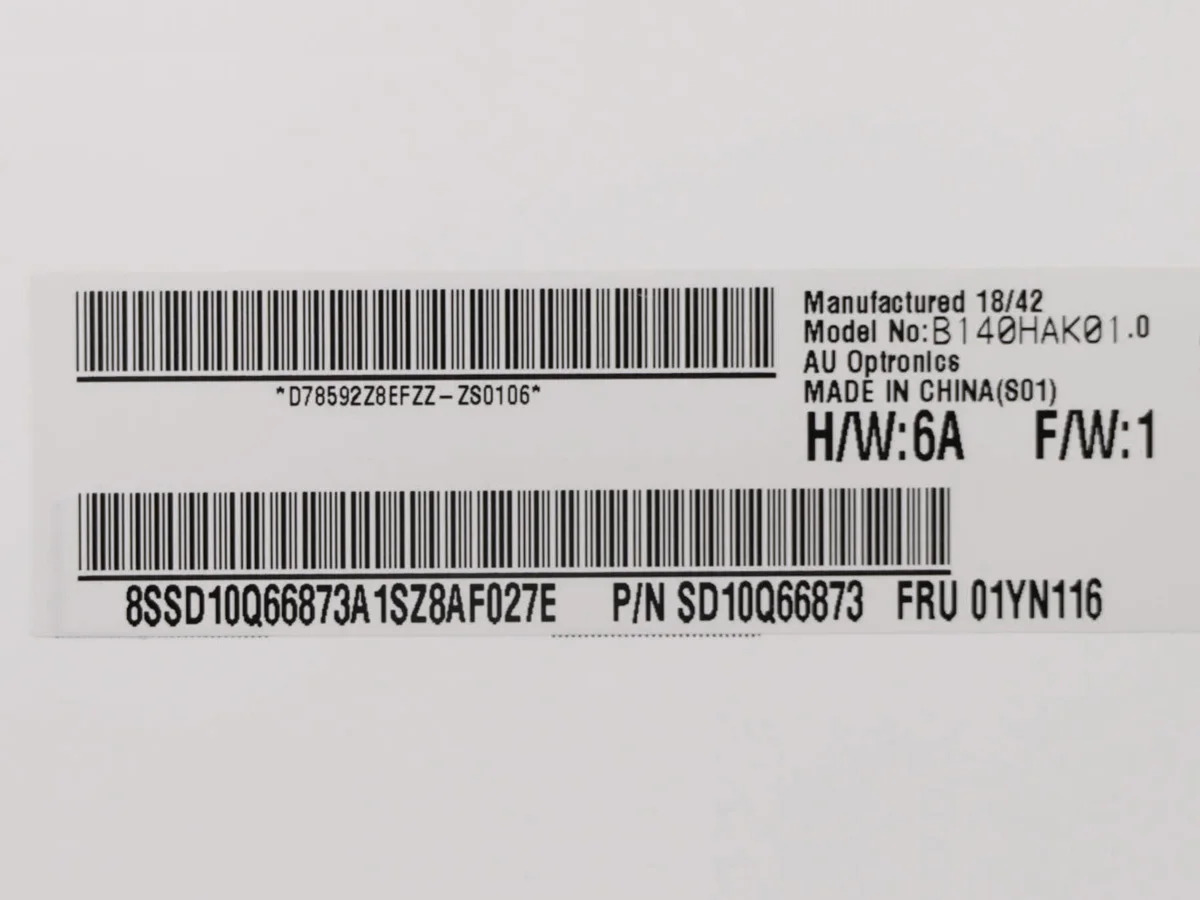 *D78592Z8EFZZ-ZS0106*
Manufactured 18/42
Model No:B140HAK01.0
AU Optronics
MADE IN CHINA(S01)
H/W:6A F/W:1
8SSD10Q66873A1SZ8AF027E P/N SD10Q66873 FRU 01YN116